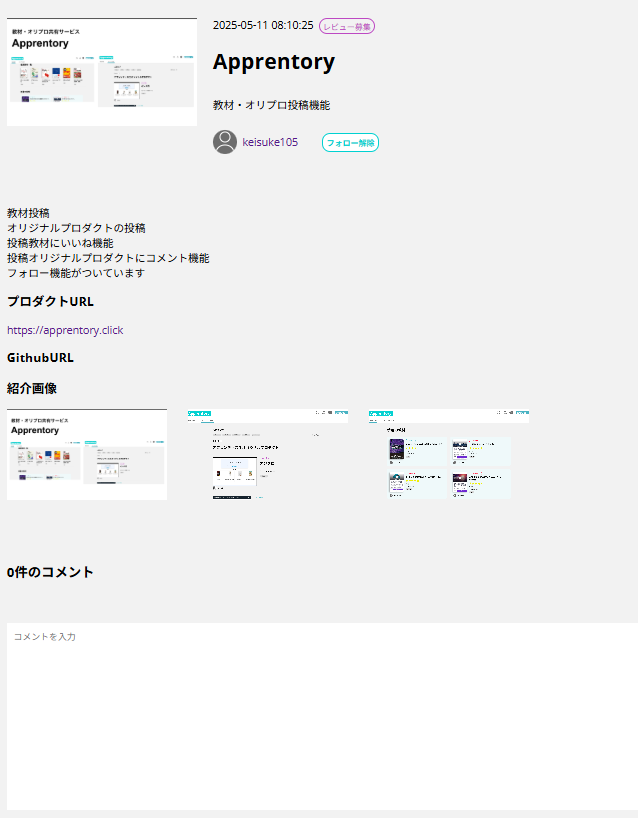 教材・オリプロ共有サービス
Apprentory
2025-05-11 08:10:25 レビュー募集
Apprentory
教材・オリプロ投稿機能
keisuke105 フォロー解除
教材投稿
オリジナルプロダクトの投稿
投稿教材にいいね機能
投稿オリジナルプロダクトにコメント機能
フォロー機能がついています
プロダクトURL
https://apprentory.click
GithubURL
紹介画像
教材・オリプロ共有サービス
Apprentory
0件のコメント
コメントを入力